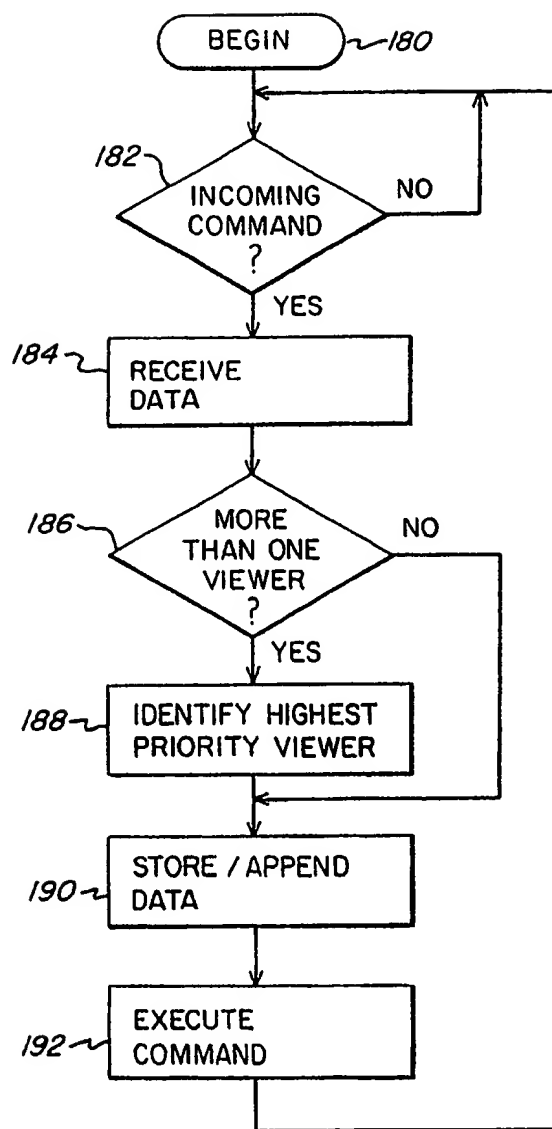 BEGIN
180
182
INCOMING
COMMAND
?
NO
YES
184
RECEIVE
DATA
186
MORE
THAN ONE
VIEWER
?
NO
YES
188
IDENTIFY HIGHEST
PRIORITY VIEWER
190
STORE / APPEND
DATA
192
EXECUTE
COMMAND